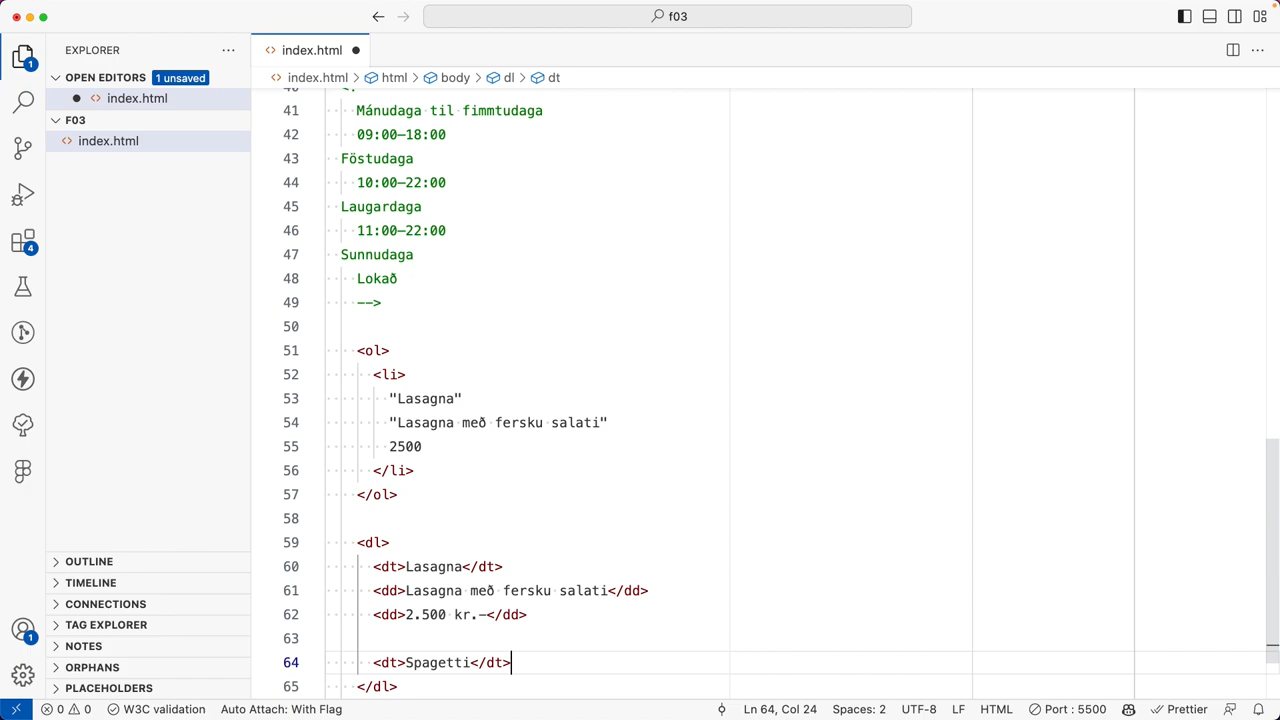 f03
EXPLORER
OPEN EDITORS 1 unsaved
index.html
F03
index.html
OUTLINE
TIMELINE
CONNECTIONS
TAG EXPLORER
NOTES
ORPHANS
PLACEHOLDERS
1
4
1
index.html
index.html > html > body > dl > dt
41 Mánudaga til fimmtudaga
42 09:00–18:00
43 Föstudaga
44 10:00–22:00
45 Laugardaga
46 11:00–22:00
47 Sunnudaga
48 Lokað
49 -->
50
51 <ol>
52 <li>
53 "Lasagna"
54 "Lasagna með fersku salati"
55 2500
56 </li>
57 </ol>
58
59 <dl>
60 <dt>Lasagna</dt>
61 <dd>Lasagna með fersku salati</dd>
62 <dd>2.500 kr.-</dd>
63
64 <dt>Spagetti</dt>
65 </dl>
0 0 W3C validation Auto Attach: With Flag Ln 64, Col 24 Spaces: 2 UTF-8 LF HTML Port : 5500 Prettier